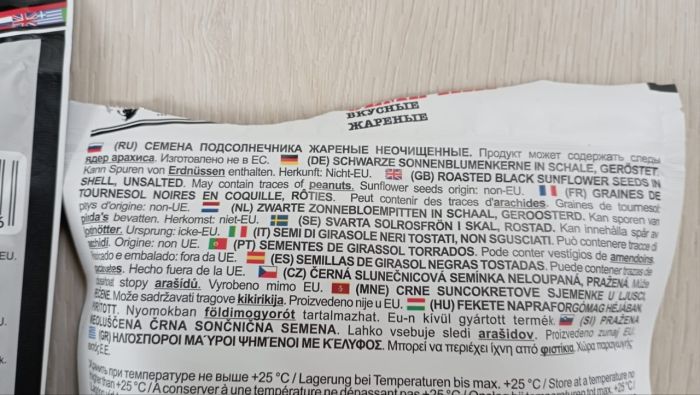 ВКУСНЫЕ
ЖАРЕНЫЕ
(RU) СЕМЕНА ПОДСОЛНЕЧНИКА ЖАРЕНЫЕ НЕОЧИЩЕННЫЕ. Продукт может содержать следы
ядер арахиса. Изготовлено не в ЕС. (DE) SCHWARZE SONNENBLUMENKERNE IN SCHALE, GERÖSTET.
Kann Spuren von Erdnüssen enthalten. Herkunft: Nicht-EU. (GB) ROASTED BLACK SUNFLOWER SEEDS IN
SHELL, UNSALTED. May contain traces of peanuts. Sunflower seeds origin: non-EU. (FR) GRAINES DE
TOURNESOL NOIRES EN COQUILLE, RÔTIES. Peut contenir des traces d'arachides. Graines de tournesol
pays d'origine: non-UE. (NL) ZWARTE ZONNEBLOEMPITTEN IN SCHAAL, GEROOSTERD. Kan sporen van
pinda's bevatten. Herkomst: niet-EU. (SE) SVARTA SOLROSFRÖN I SKAL, ROSTAD. Kan innehålla spår av
jordnötter. Ursprung: icke-EU. (IT) SEMI DI GIRASOLE NERI TOSTATI, NON SGUSCIATI. Può contenere tracce di
arachidi. Origine: non UE. (PT) SEMENTES DE GIRASSOL TORRADOS. Pode conter vestígios de amendoins.
e embalado: fora da UE. (ES) SEMILLAS DE GIRASOL NEGRAS TOSTADAS. Puede contener trazas de
cacahuetes. Hecho fuera de la UE. (CZ) ČERNÁ SLUNEČNICOVÁ SEMÍNKA NELOUPANÁ, PRAŽENÁ. Může
obsahovat stopy arašídů. Vyrobeno mimo EU. (MNE) CRNE SUNCOKRETOVE SJEMENKE U LJUSCI,
PEČENE. Može sadržavati tragove kikirikija. Proizvedeno nije u EU. (HU) FEKETE NAPRAFORGÓMAG HÉJÁBAN,
PIRÍTOTT. Nyomokban földimogyorót tartalmazhat. Eu-n kívül gyártott termék. (SI) PRAŽENA
NEOLUŠČENA ČRNA SONČNIČNA SEMENA. Lahko vsebuje sledi arašidov. Proizvedeno zunaj EU.
(GR) ΗΛΙΟΣΠΟΡΟΙ ΜΑΎΡΟΙ ΨΗΜΈΝΟΙ ΜΕ ΚΈΛΥΦΟΣ. Μπορεί να περιέχει ίχνη από φιστίκια. Χώρα παραγωγής:
εκτός Ε.Ε.
Хранить при температуре не выше +25 °C / Lagerung bei Temperaturen bis max. +25 °C / Store at a temperature no
higher than +25 °C / A conserver à une température ne dépassant pas +25 °C /
EU.